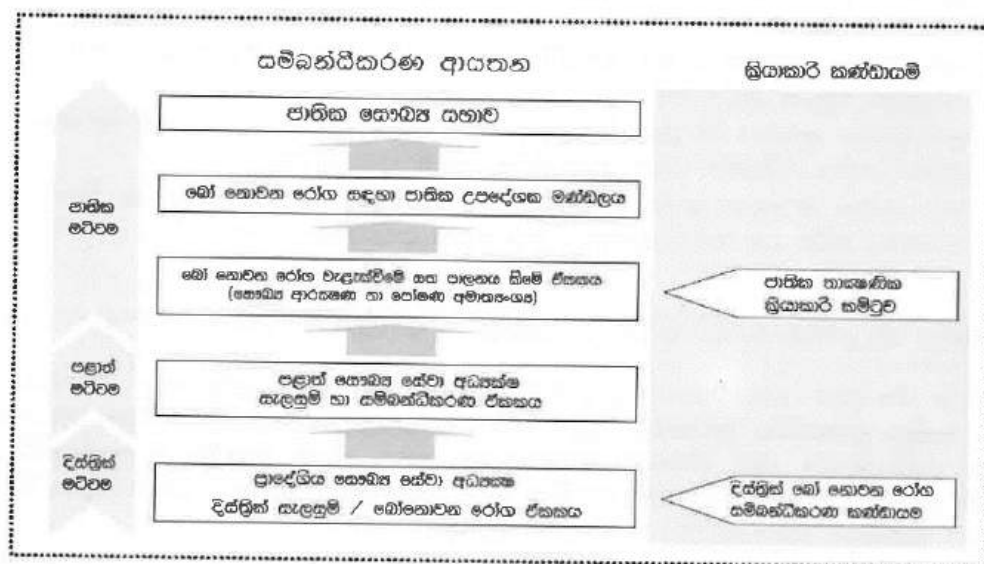 සම්බන්ධීකරණ ආයතන
ක්‍රියාකාරී කණ්ඩායම්
ජාතික සෞඛ්‍ය සභාව
බෝ නොවන රෝග සඳහා ජාතික උපදේශක මණ්ඩලය
ජාතික
මට්ටම
බෝ නොවන රෝග වැළැක්වීමේ සහ පාලනය කිමේ ඒකකය
(සෞඛ්‍ය ආරක්ෂණ හා පෝෂණ අමාත්‍යංශය)
ජාතික තාක්ෂණික
ක්‍රියාකාරී කමිටුව
පළාත්
මට්ටම
පළාත් සෞඛ්‍ය සේවා අධ්‍යක්ෂ
සැලසුම් හා සම්බන්ධීකරණ ඒකකය
දිස්ත්‍රික්
මට්ටම
ප්‍රාදේශිය සෞඛ්‍ය සේවා අධ්‍යක්ෂ
දිස්ත්‍රික් සැලසුම් / බෝනොවන රෝග ඒකකය
දිස්ත්‍රික් බෝ නොවන රෝග
සම්බන්ධීකරණ කණ්ඩායම